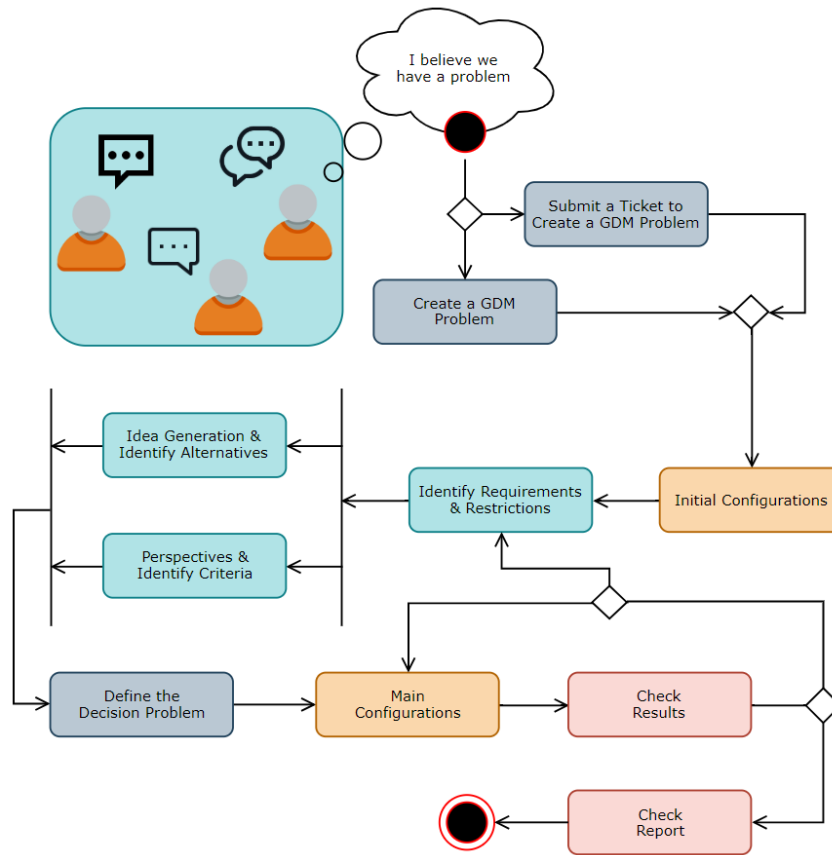 I believe we
have a problem
Submit a Ticket to
Create a GDM Problem
Create a GDM
Problem
Idea Generation &
Identify Alternatives
Identify Requirements
& Restrictions
Initial Configurations
Perspectives &
Identify Criteria
Define the
Decision Problem
Main
Configurations
Check
Results
Check
Report